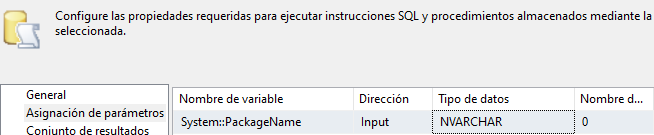 Configure las propiedades requeridas para ejecutar instrucciones SQL y procedimientos almacenados mediante la
seleccionada.
General
Asignación de parámetros
Conjunto de resultados
Nombre de variable Dirección Tipo de datos Nombre d...
System::PackageName Input NVARCHAR 0